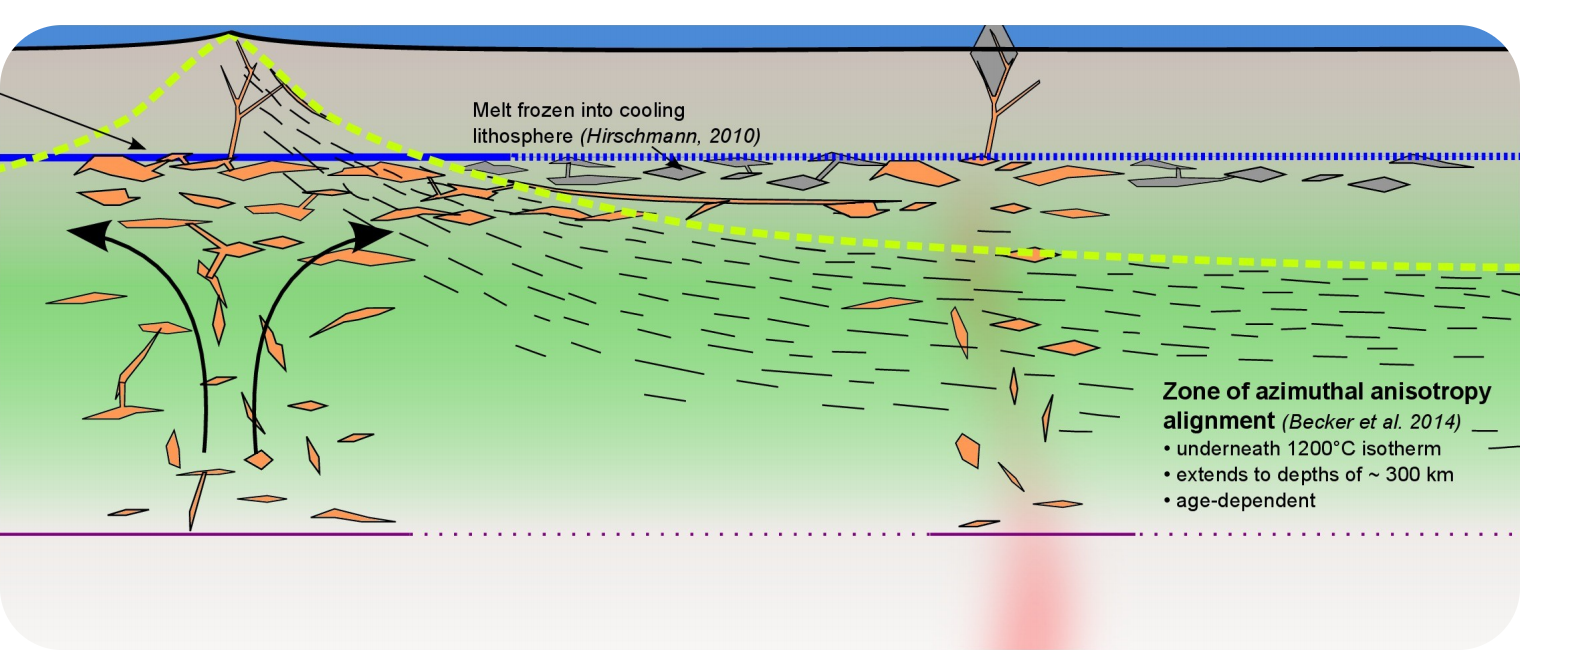 Melt frozen into cooling
lithosphere (Hirschmann, 2010)
Zone of azimuthal anisotropy
alignment (Becker et al. 2014)
• underneath 1200°C isotherm
• extends to depths of ~ 300 km
• age-dependent